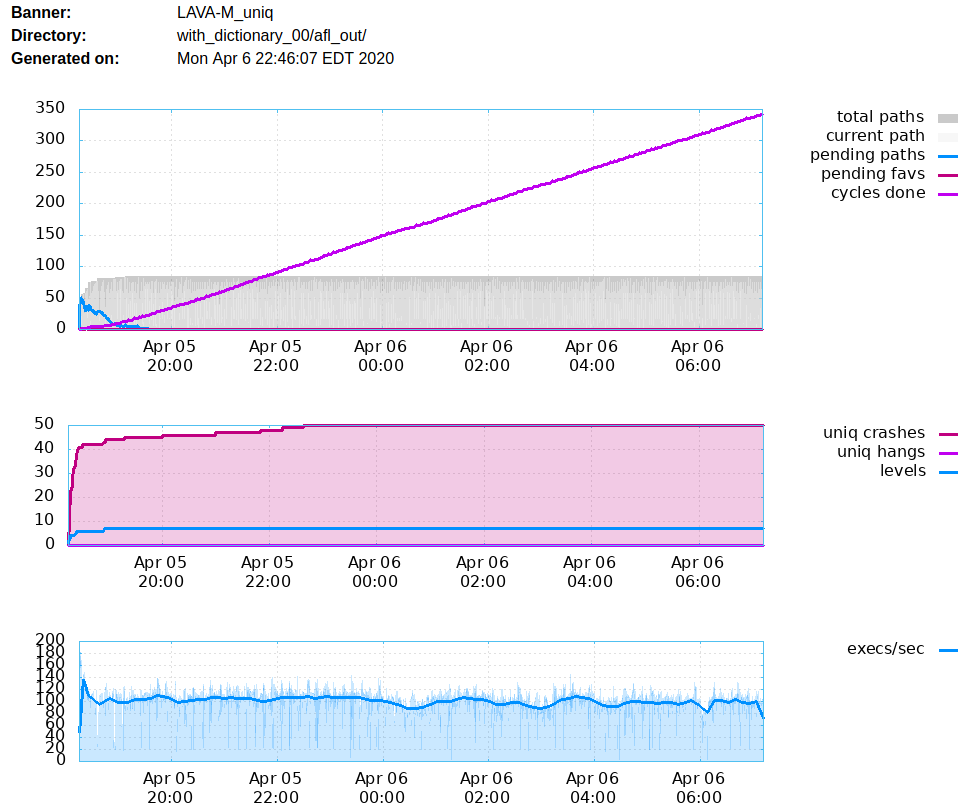 Banner: LAVA-M_uniq
Directory: with_dictionary_00/afl_out/
Generated on: Mon Apr 6 22:46:07 EDT 2020
350
300
250
200
150
100
50
0
Apr 05 Apr 05 Apr 06 Apr 06 Apr 06 Apr 06
20:00 22:00 00:00 02:00 04:00 06:00
total paths
current path
pending paths
pending favs
cycles done
50
40
30
20
10
0
Apr 05 Apr 05 Apr 06 Apr 06 Apr 06 Apr 06
20:00 22:00 00:00 02:00 04:00 06:00
uniq crashes
uniq hangs
levels
200
180
160
140
120
100
80
60
40
20
0
Apr 05 Apr 05 Apr 06 Apr 06 Apr 06 Apr 06
20:00 22:00 00:00 02:00 04:00 06:00
execs/sec